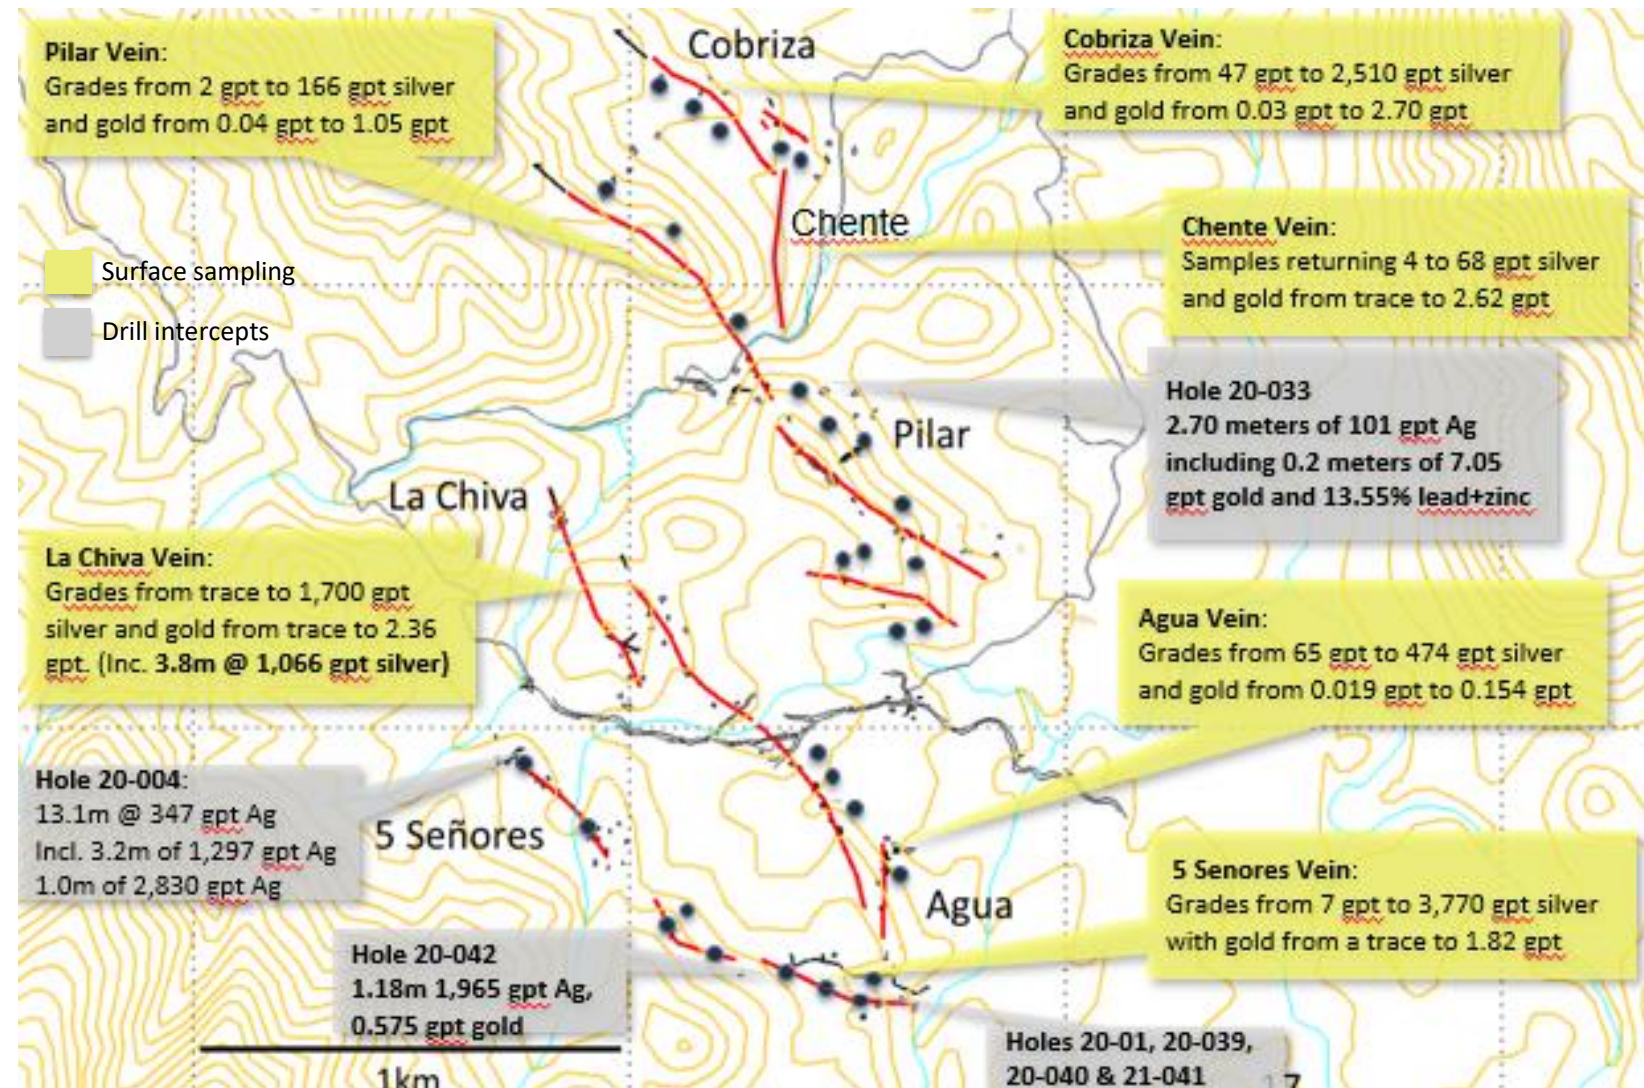 Pilar Vein:
Grades from 2 gpt to 166 gpt silver
and gold from 0.04 gpt to 1.05 gpt
Cobriza
Cobriza Vein:
Grades from 47 gpt to 2,510 gpt silver
and gold from 0.03 gpt to 2.70 gpt
Chente
Chente Vein:
Samples returning 4 to 68 gpt silver
and gold from trace to 2.62 gpt
Surface sampling
Drill intercepts
Hole 20-033
2.70 meters of 101 gpt Ag
including 0.2 meters of 7.05
gpt gold and 13.55% lead+zinc
Pilar
La Chiva
La Chiva Vein:
Grades from trace to 1,700 gpt
silver and gold from trace to 2.36
gpt. (Inc. 3.8m @ 1,066 gpt silver)
Agua Vein:
Grades from 65 gpt to 474 gpt silver
and gold from 0.019 gpt to 0.154 gpt
Hole 20-004:
13.1m @ 347 gpt Ag
Incl. 3.2m of 1,297 gpt Ag
1.0m of 2,830 gpt Ag
5 Señores
Agua
5 Senores Vein:
Grades from 7 gpt to 3,770 gpt silver
with gold from a trace to 1.82 gpt
Hole 20-042
1.18m 1,965 gpt Ag,
0.575 gpt gold
Holes 20-01, 20-039,
20-040 & 21-041
1km